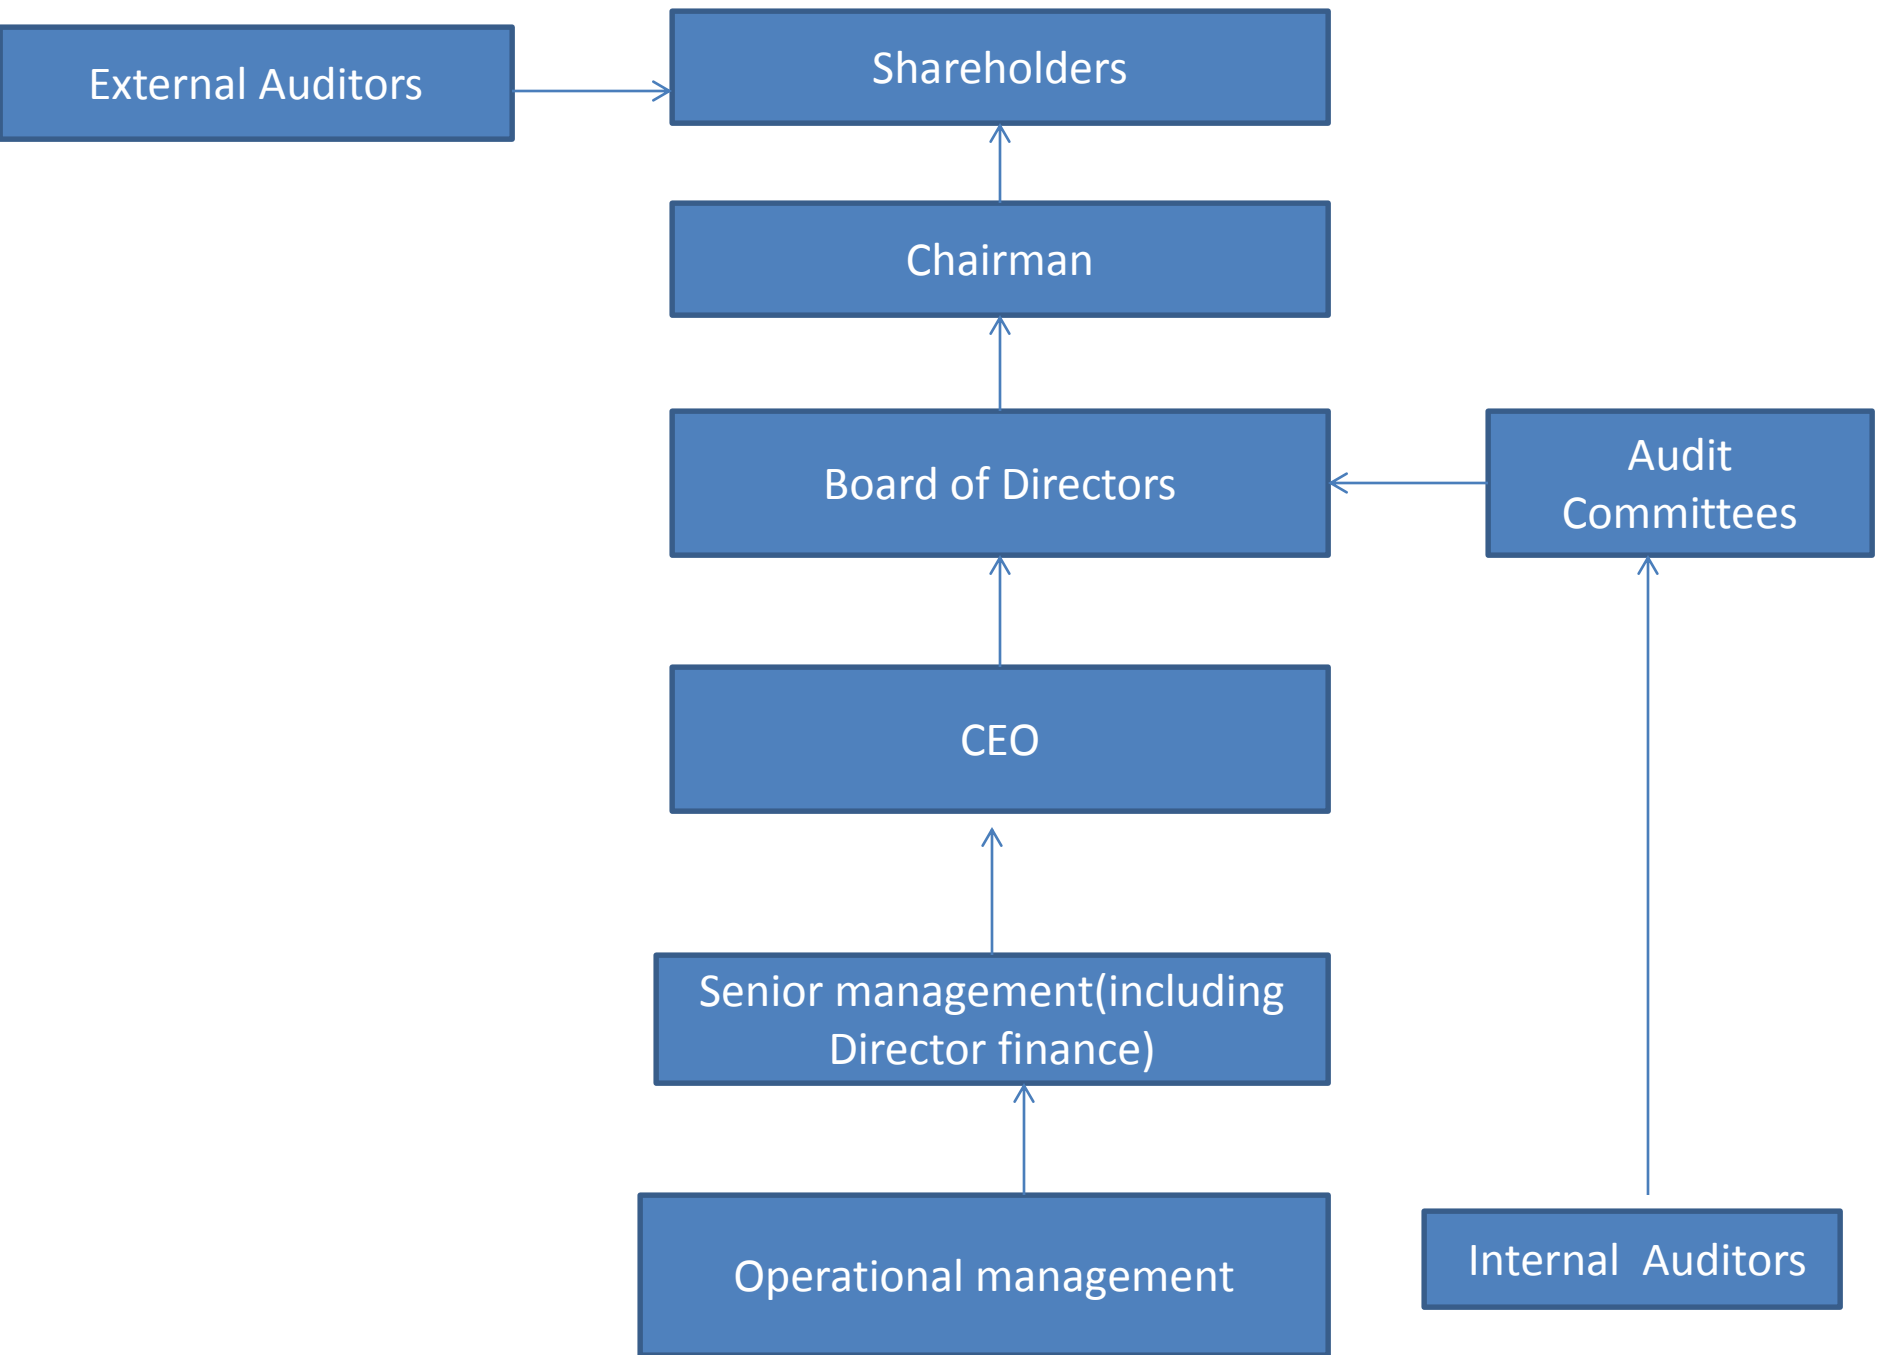 External Auditors
Shareholders
Chairman
Board of Directors
Audit
Committees
CEO
Senior management(including
Director finance)
Operational management
Internal  Auditors